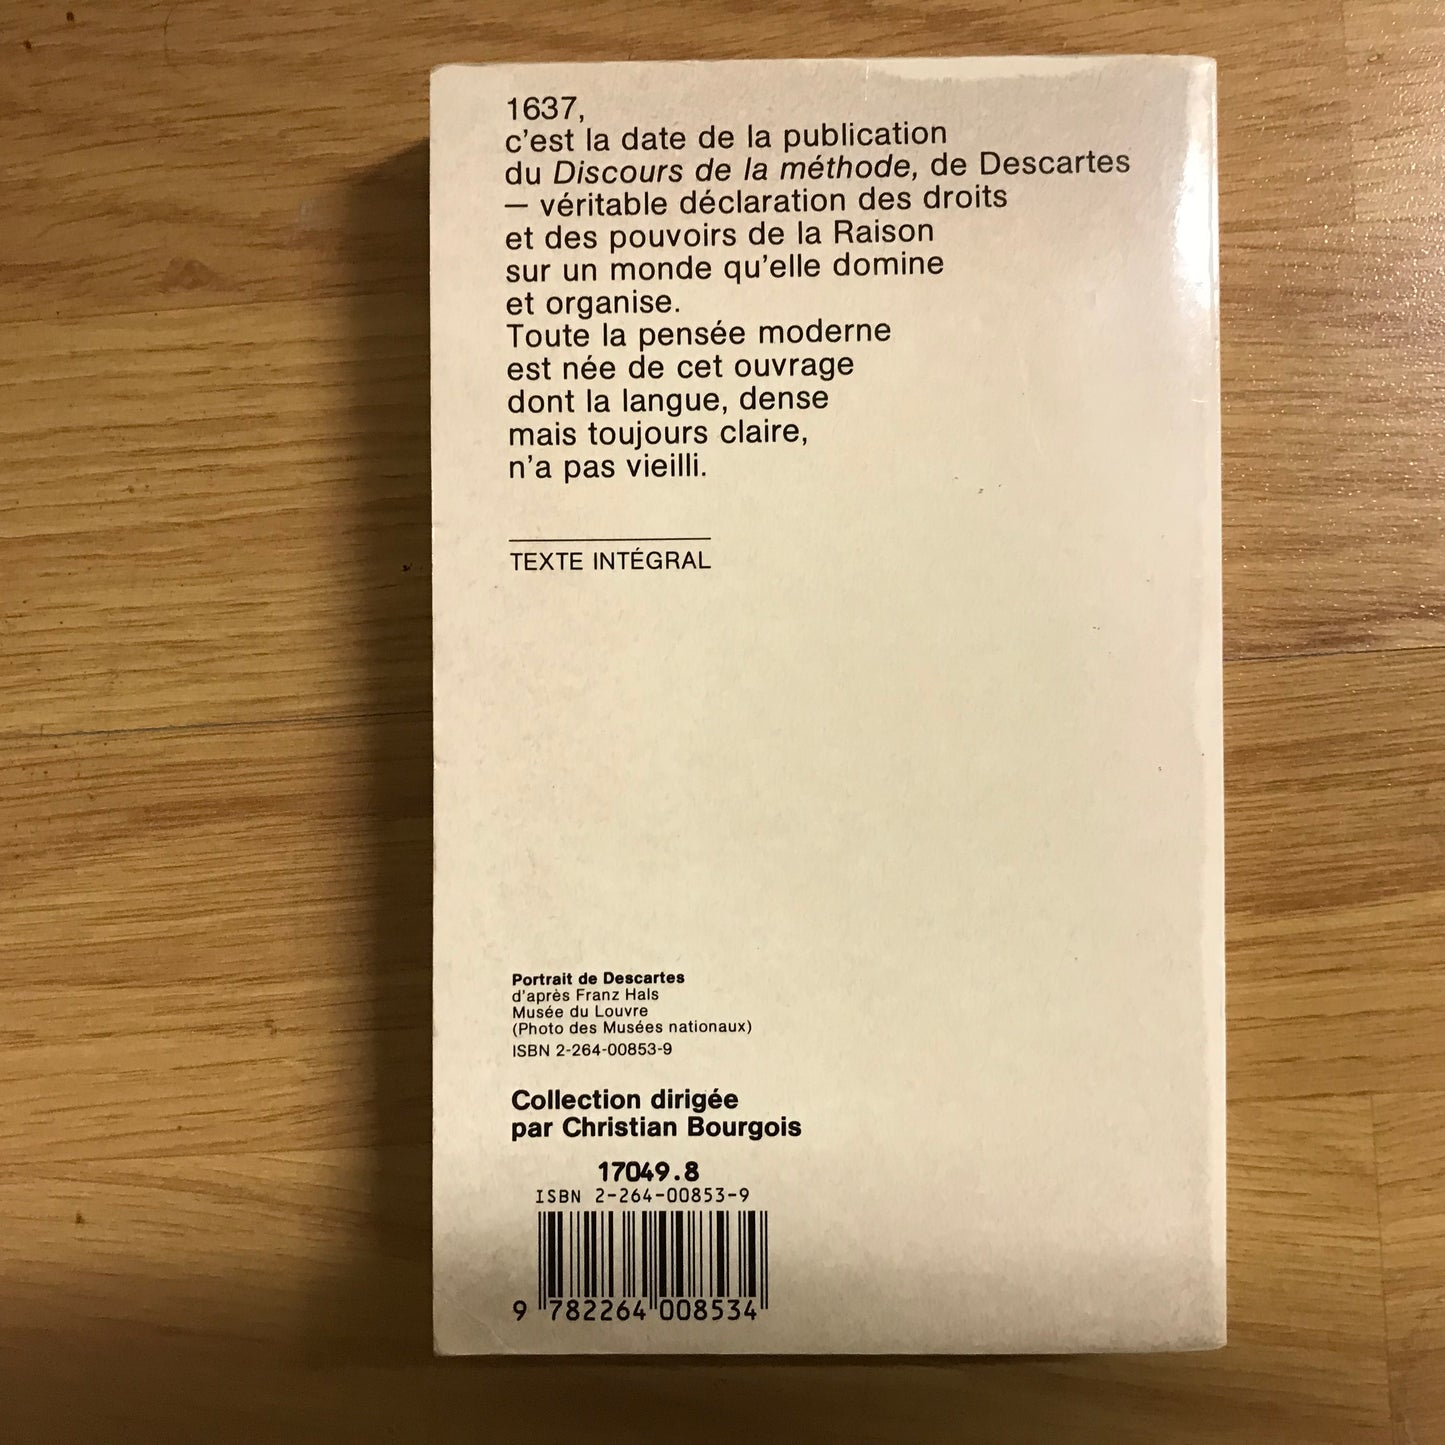 1637,
c'est la date de la publication
du Discours de la méthode, de Descartes
— véritable déclaration des droits
et des pouvoirs de la Raison
sur un monde qu'elle domine
et organise.
Toute la pensée moderne
est née de cet ouvrage
dont la langue, dense
mais toujours claire,
n'a pas vieilli.
TEXTE INTÉGRAL
Portrait de Descartes
d'après Franz Hals
Musée du Louvre
(Photo des Musées nationaux)
ISBN 2-264-00853-9
Collection dirigée
par Christian Bourgois
17049.8
ISBN 2-264-00853-9
9 782264 008534